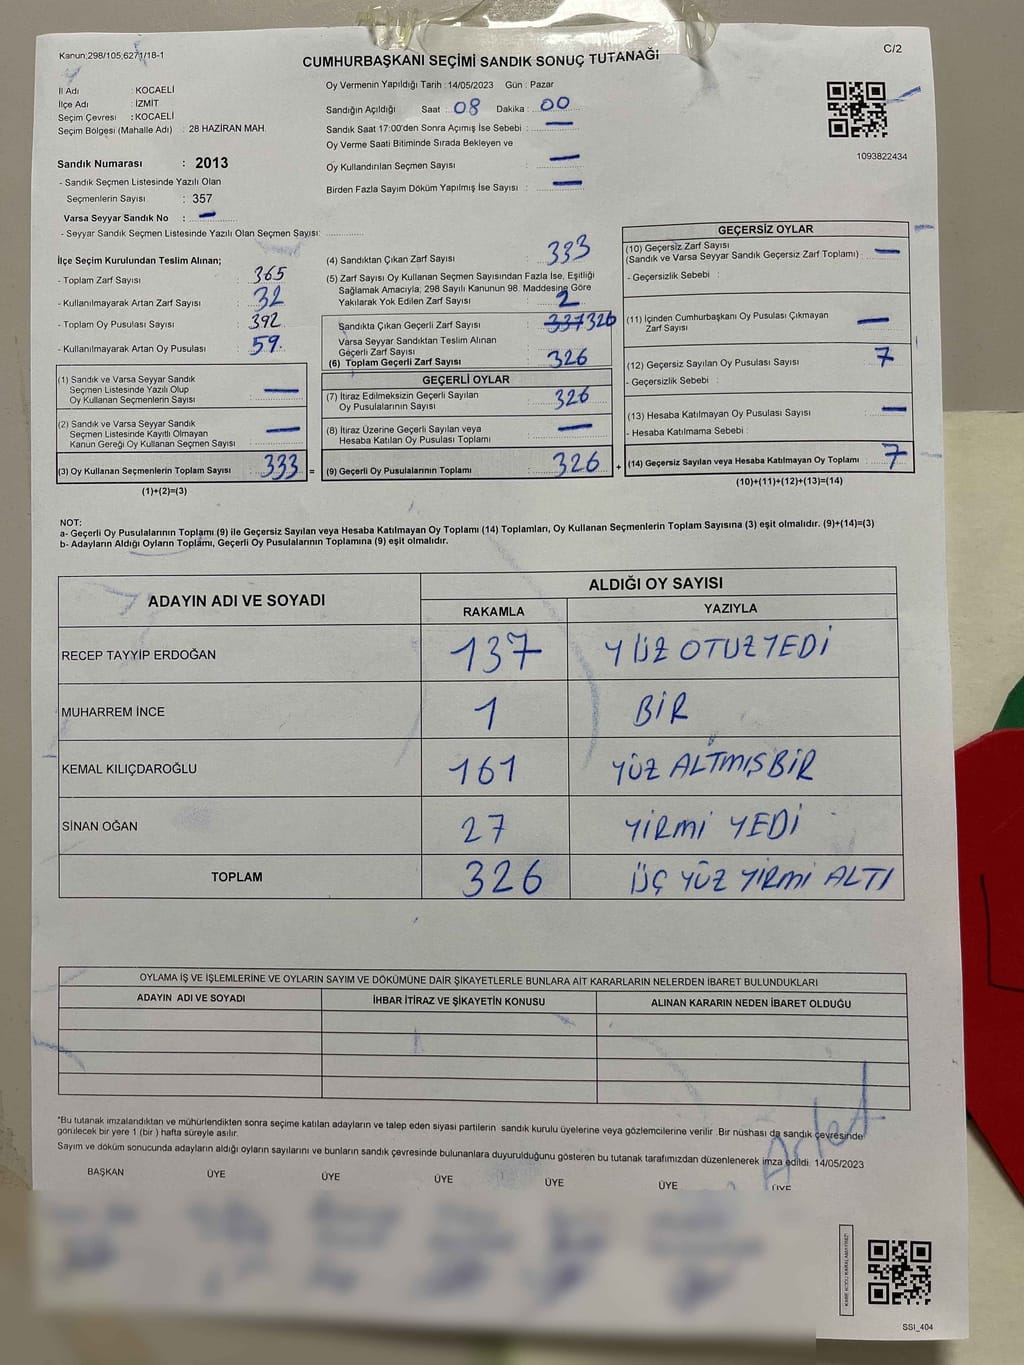 Kanun;298/105;6271/18-1
C/2
CUMHURBAŞKANI SEÇİMİ SANDIK SONUÇ TUTANAĞI
İl Adı : KOCAELİ
İlçe Adı : İZMİT
Seçim Çevresi : KOCAELİ
Seçim Bölgesi (Mahalle Adı) : 28 HAZİRAN MAH.
Sandık Numarası : 2013
- Sandık Seçmen Listesinde Yazılı Olan
Seçmenlerin Sayısı : 357
Varsa Seyyar Sandık No : —
- Seyyar Sandık Seçmen Listesinde Yazılı Olan Seçmen Sayısı:
Oy Vermenin Yapıldığı Tarih : 14/05/2023 Gün : Pazar
Sandığın Açıldığı Saat : 08 Dakika : 00
Sandık Saat 17:00'den Sonra Açımış İse Sebebi : —
Oy Verme Saati Bitiminde Sırada Bekleyen ve
Oy Kullandırılan Seçmen Sayısı : —
Birden Fazla Sayım Döküm Yapılmış İse Sayısı : —
1093822434
İlçe Seçim Kurulundan Teslim Alınan;
- Toplam Zarf Sayısı : 365
- Kullanılmayarak Artan Zarf Sayısı : 32
- Toplam Oy Pusulası Sayısı : 392
- Kullanılmayarak Artan Oy Pusulası : 59.
(1) Sandık ve Varsa Seyyar Sandık
Seçmen Listesinde Yazılı Olup
Oy Kullanan Seçmenlerin Sayısı : —
(2) Sandık ve Varsa Seyyar Sandık
Seçmen Listesinde Kayıtlı Olmayan
Kanun Gereği Oy Kullanan Seçmen Sayısı : —
(3) Oy Kullanan Seçmenlerin Toplam Sayısı : 333 =
(1)+(2)=(3)
(4) Sandıktan Çıkan Zarf Sayısı : 333
(5) Zarf Sayısı Oy Kullanan Seçmen Sayısından Fazla İse, Eşitliği
Sağlamak Amacıyla; 298 Sayılı Kanunun 98. Maddesine Göre
Yakılarak Yok Edilen Zarf Sayısı : 2
Sandıkta Çıkan Geçerli Zarf Sayısı : 337 326
Varsa Seyyar Sandıktan Teslim Alınan
Geçerli Zarf Sayısı :
(6) Toplam Geçerli Zarf Sayısı : 326
GEÇERLİ OYLAR
(7) İtiraz Edilmeksizin Geçerli Sayılan
Oy Pusulalarının Sayısı : 326
(8) İtiraz Üzerine Geçerli Sayılan veya
Hesaba Katılan Oy Pusulası Toplamı : —
(9) Geçerli Oy Pusulalarının Toplamı : 326 +
GEÇERSİZ OYLAR
(10) Geçersiz Zarf Sayısı
(Sandık ve Varsa Seyyar Sandık Geçersiz Zarf Toplamı) : —
- Geçersizlik Sebebi :
(11) İçinden Cumhurbaşkanı Oy Pusulası Çıkmayan
Zarf Sayısı : —
(12) Geçersiz Sayılan Oy Pusulası Sayısı : 7
- Geçersizlik Sebebi :
(13) Hesaba Katılmayan Oy Pusulası Sayısı : —
- Hesaba Katılmama Sebebi :
(14) Geçersiz Sayılan veya Hesaba Katılmayan Oy Toplamı : 7
(10)+(11)+(12)+(13)=(14)
NOT:
a- Geçerli Oy Pusulalarının Toplamı (9) ile Geçersiz Sayılan veya Hesaba Katılmayan Oy Toplamı (14) Toplamları, Oy Kullanan Seçmenlerin Toplam Sayısına (3) eşit olmalıdır. (9)+(14)=(3)
b- Adayların Aldığı Oyların Toplamı, Geçerli Oy Pusulalarının Toplamına (9) eşit olmalıdır.
ADAYIN ADI VE SOYADI ALDIĞI OY SAYISI
RAKAMLA YAZIYLA
RECEP TAYYİP ERDOĞAN 137 YÜZ OTUZ YEDİ
MUHARREM İNCE 1 BİR
KEMAL KILIÇDAROĞLU 161 YÜZ ALTMIŞ BİR
SİNAN OĞAN 27 YİRMİ YEDİ
TOPLAM 326 ÜÇ YÜZ YİRMİ ALTI
OYLAMA İŞ VE İŞLEMLERİNE VE OYLARIN SAYIM VE DÖKÜMÜNE DAİR ŞİKAYETLERLE BUNLARA AİT KARARLARIN NELERDEN İBARET BULUNDUKLARI
ADAYIN ADI VE SOYADI İHBAR İTİRAZ VE ŞİKAYETİN KONUSU ALINAN KARARIN NEDEN İBARET OLDUĞU
*Bu tutanak imzalandıktan ve mühürlendikten sonra seçime katılan adayların ve talep eden siyasi partilerin sandık kurulu üyelerine veya gözlemcilerine verilir. Bir nüshası da sandık çevresinde
görülecek bir yere 1 (bir ) hafta süreyle asılır.
Sayım ve döküm sonucunda adayların aldığı oyların sayılarını ve bunların sandık çevresinde bulunanlara duyurulduğunu gösteren bu tutanak tarafımızdan düzenlenerek imza edildi. 14/05/2023
BAŞKAN ÜYE ÜYE ÜYE ÜYE ÜYE ÜYE
KARE KODU KARALAMAYINIZ!
SSI_404